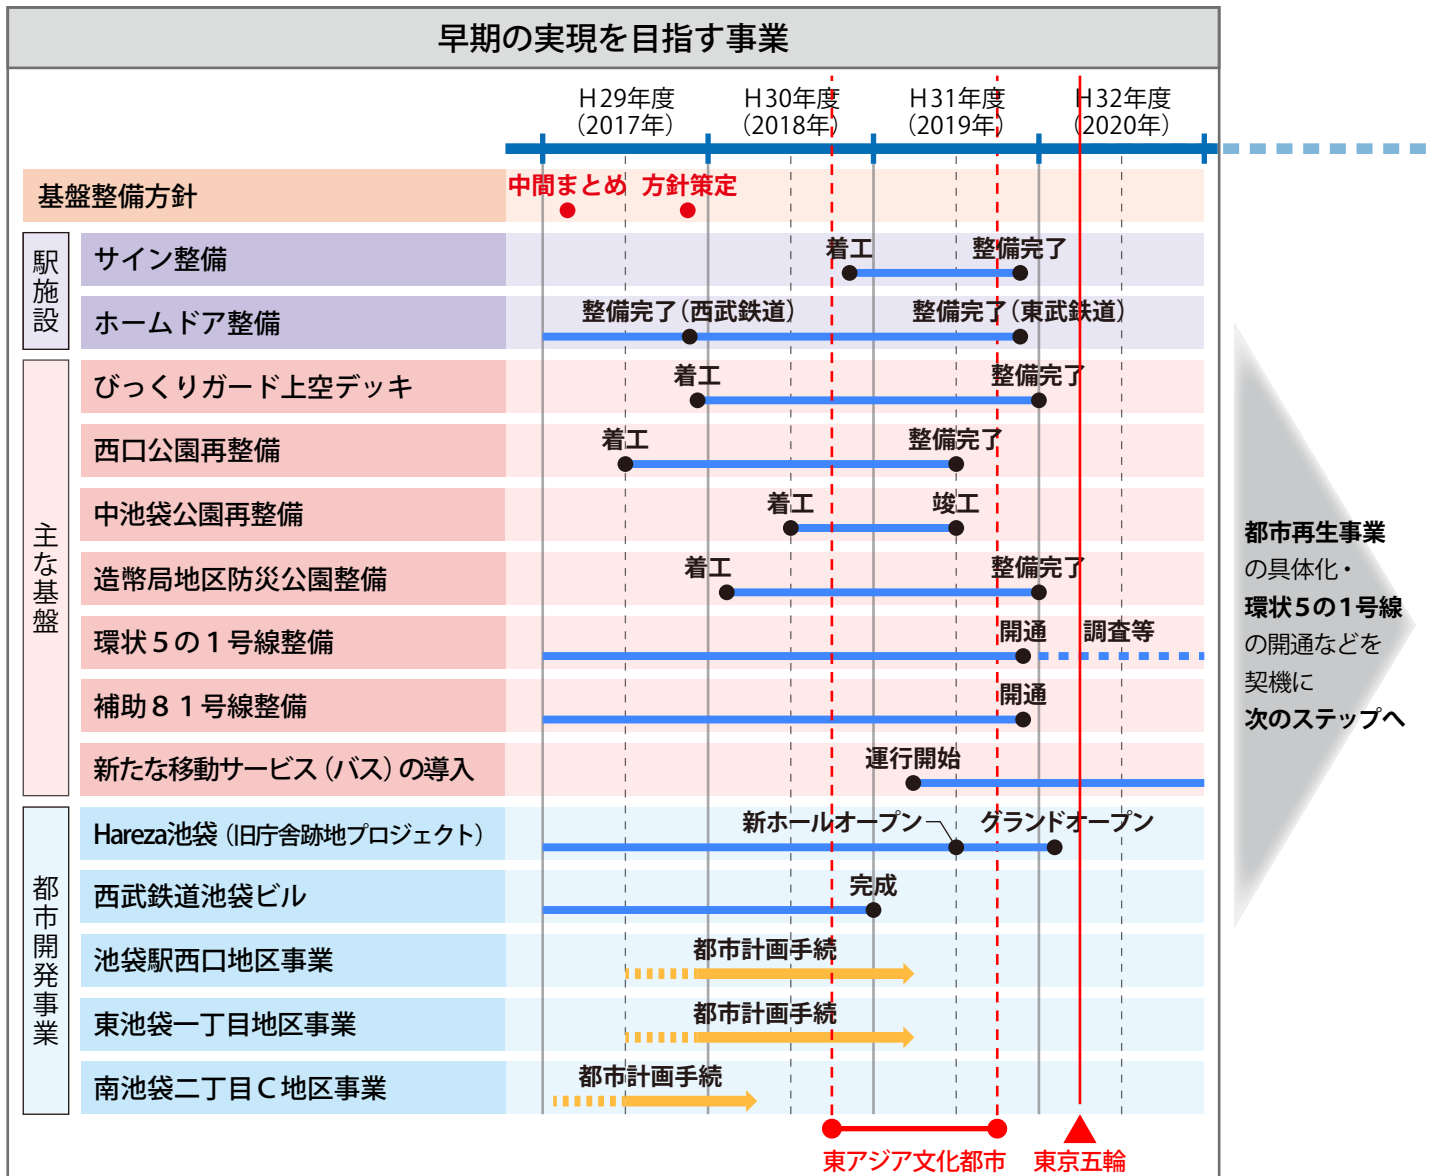 早期の実現を目指す事業
H29年度
（2017年）
H30年度
（2018年）
H31年度
（2019年）
H32年度
（2020年）
基盤整備方針
中間まとめ
方針策定
駅施設
サイン整備
着工
整備完了
ホームドア整備
整備完了（西武鉄道）
整備完了（東武鉄道）
主な基盤
びっくりガード上空デッキ
着工
整備完了
西口公園再整備
着工
整備完了
中池袋公園再整備
着工
竣工
造幣局地区防災公園整備
着工
整備完了
環状５の１号線整備
開通
調査等
補助８１号線整備
開通
新たな移動サービス（バス）の導入
運行開始
都市開発事業
Hareza池袋（旧庁舎跡地プロジェクト）
新ホールオープン
グランドオープン
西武鉄道池袋ビル
完成
池袋駅西口地区事業
都市計画手続
東池袋一丁目地区事業
都市計画手続
南池袋二丁目Ｃ地区事業
都市計画手続
東アジア文化都市
東京五輪
都市再生事業
の具体化・
環状５の１号線
の開通などを
契機に
次のステップへ